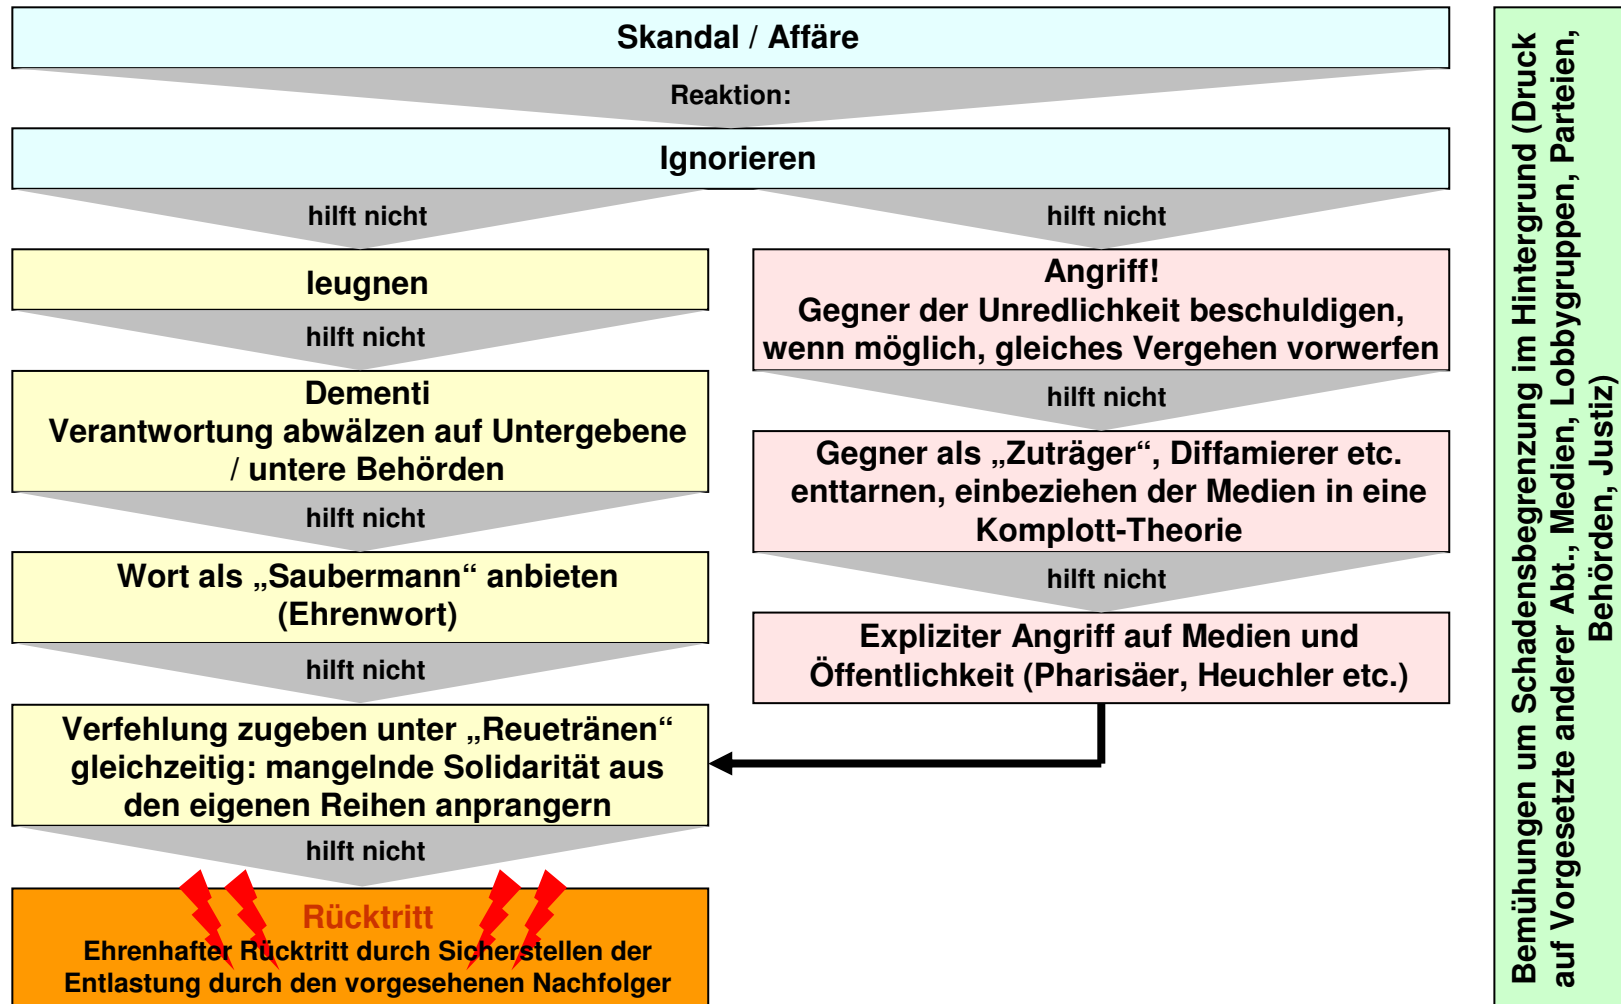 Skandal / Affäre
Reaktion:
Ignorieren
hilft nicht
leugnen
hilft nicht
Dementi
Verantwortung abwälzen auf Untergebene
/ untere Behörden
hilft nicht
Wort als „Saubermann“ anbieten
(Ehrenwort)
hilft nicht
Verfehlung zugeben unter „Reuetränen“
gleichzeitig: mangelnde Solidarität aus
den eigenen Reihen anprangern
hilft nicht
Rücktritt
Ehrenhafter Rücktritt durch Sicherstellen der
Entlastung durch den vorgesehenen Nachfolger
hilft nicht
Angriff!
Gegner der Unredlichkeit beschuldigen,
wenn möglich, gleiches Vergehen vorwerfen
hilft nicht
Gegner als „Zuträger“, Diffamierer etc.
enttarnen, einbeziehen der Medien in eine
Komplott-Theorie
hilft nicht
Expliziter Angriff auf Medien und
Öffentlichkeit (Pharisäer, Heuchler etc.)
Bemühungen um Schadensbegrenzung im Hintergrund (Druck
auf Vorgesetzte anderer Abt., Medien, Lobbygruppen, Parteien,
Behörden, Justiz)